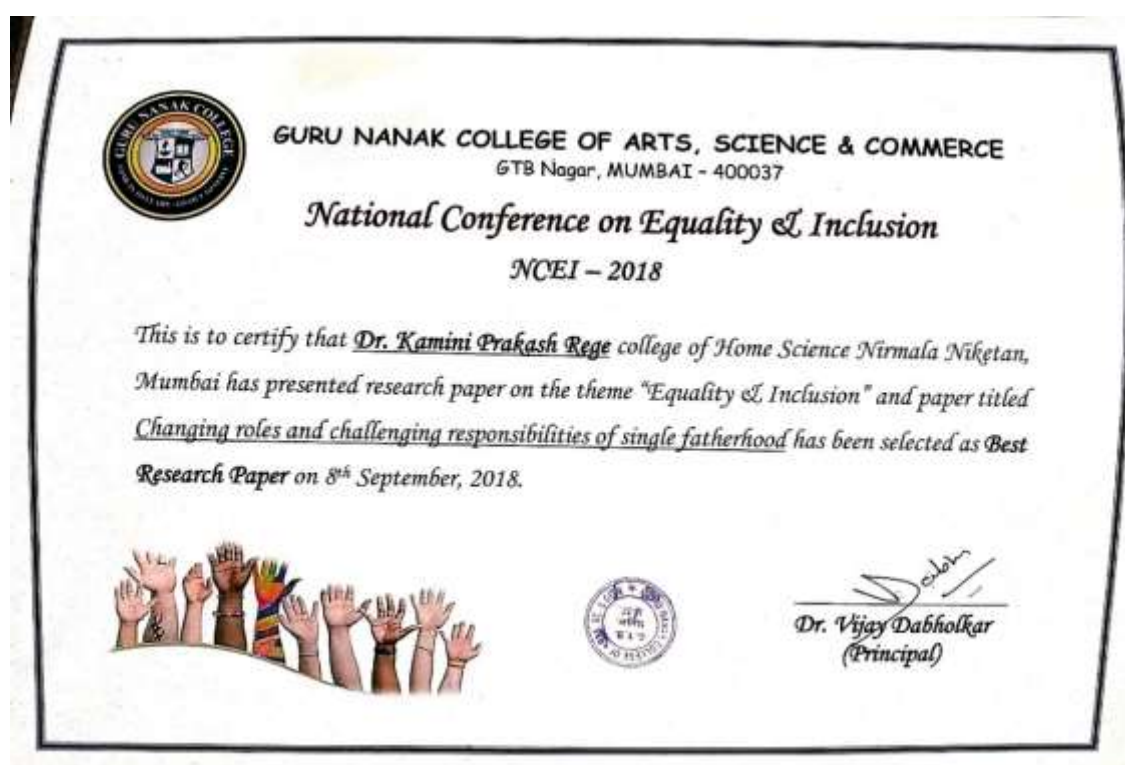 GURU NANAK COLLEGE
GURU NANAK COLLEGE OF ARTS, SCIENCE & COMMERCE
GTB Nagar, MUMBAI - 400037
National Conference on Equality & Inclusion
NCEI – 2018
This is to certify that Dr. Kamini Prakash Rege college of Home Science Nirmala Niketan,
Mumbai has presented research paper on the theme "Equality & Inclusion" and paper titled
Changing roles and challenging responsibilities of single fatherhood has been selected as Best
Research Paper on 8th September, 2018.
Dr. Vijay Dabholkar
(Principal)